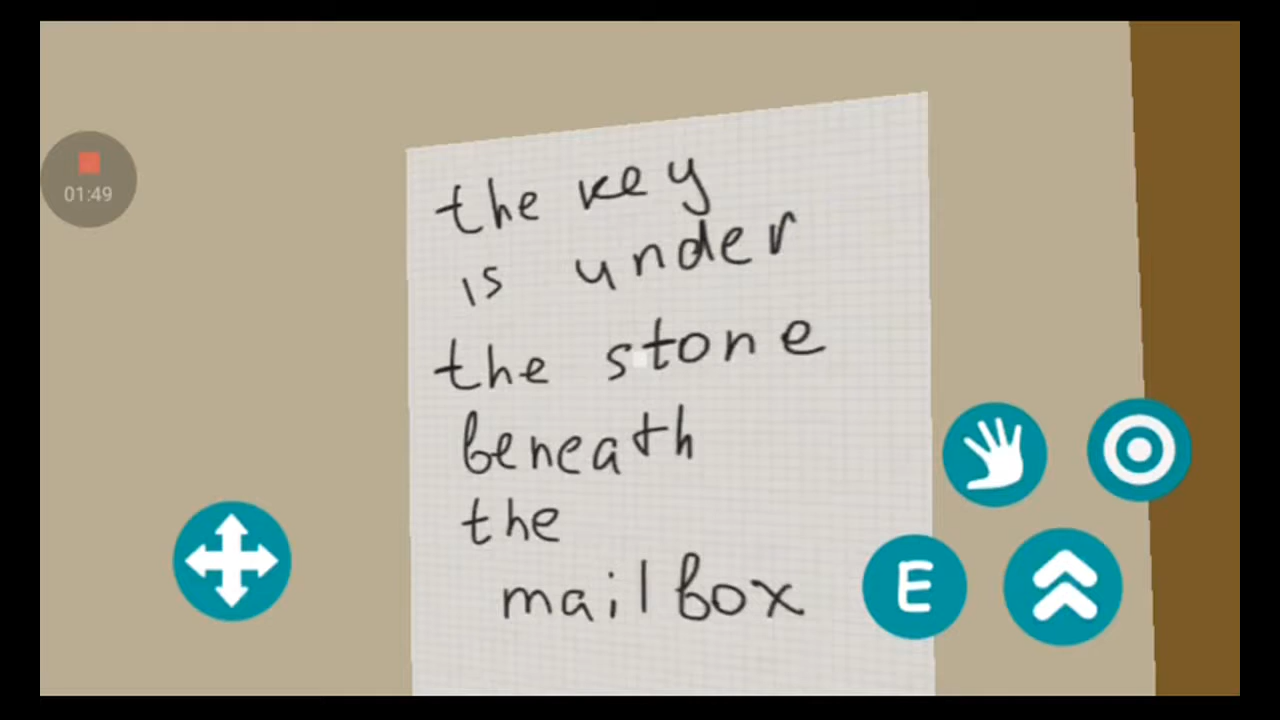 the key
is under
the stone
beneath
the
mailbox
01:49
E